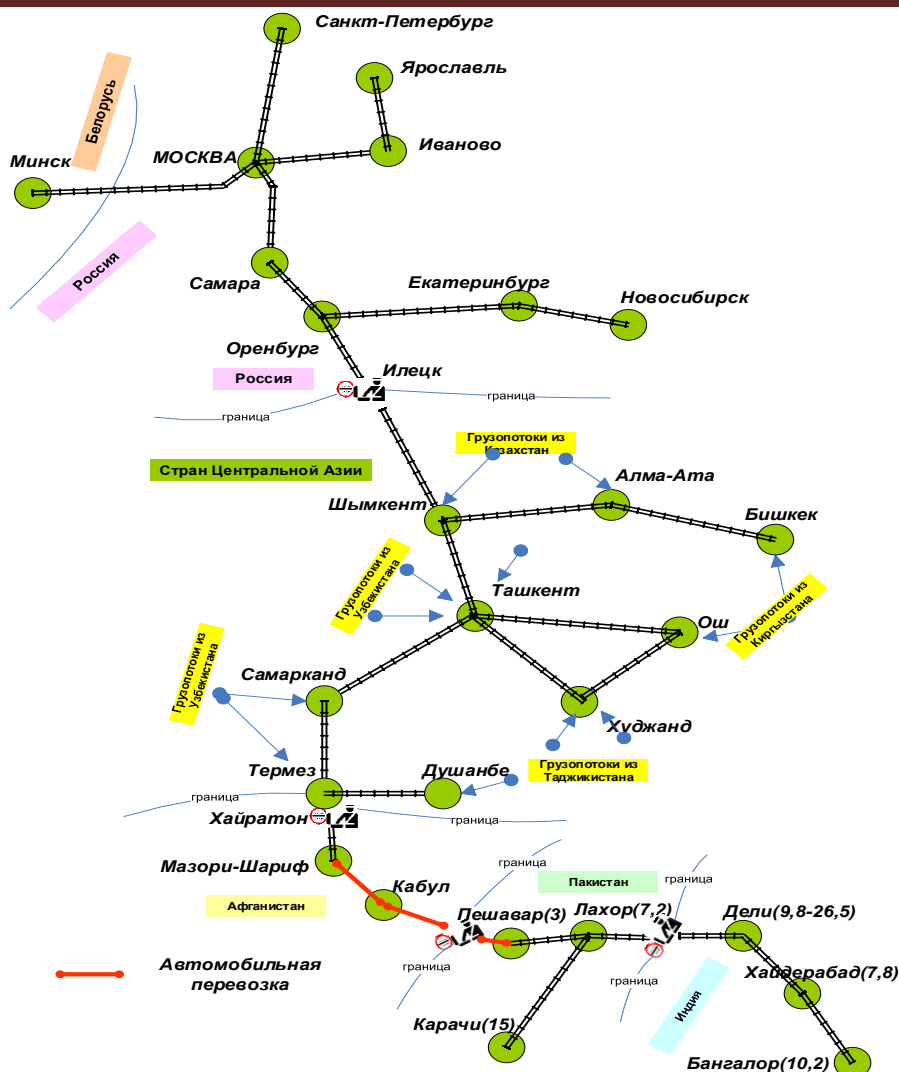 Санкт-Петербург
Ярославль
Белорусь
Иваново
МОСКВА
Минск
Россия
Самара
Екатеринбург
Новосибирск
Оренбург
Илецк
Россия
граница
граница
Грузопотоки из
Казахстан
Стран Центральной Азии
Алма-Ата
Шымкент
Бишкек
Грузопотоки из
Узбекистана
Ташкент
Ош
Грузопотоки из
Киргызстана
Грузопотоки из
Узбекистана
Самарканд
Худжанд
Термез
Душанбе
Грузопотоки из
Таджикистана
граница
Хайратон
граница
Мазори-Шариф
Кабул
граница
Пакистан
граница
Афганистан
Пешавар(3)
Лахор(7,2)
Дели(9,8-26,5)
Автомобильная
перевозка
граница
граница
Хайдерабад(7,8)
Индия
Карачи(15)
Бангалор(10,2)